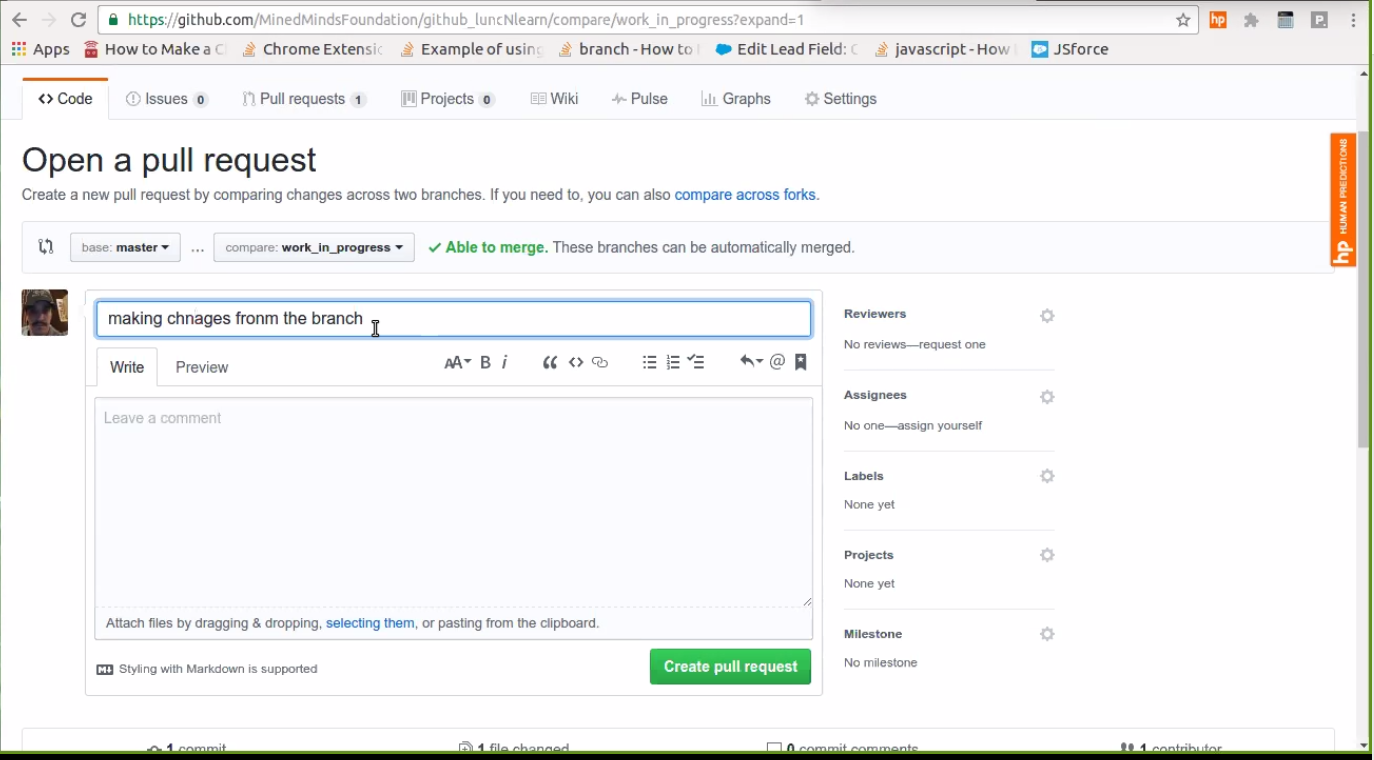 https://github.com/MinedMindsFoundation/github_luncNlearn/compare/work_in_progress?expand=1
Apps How to Make a C Chrome Extensic Example of using branch - How to Edit Lead Field: C javascript - How JSforce
Code Issues 0 Pull requests 1 Projects 0 Wiki Pulse Graphs Settings
Open a pull request
Create a new pull request by comparing changes across two branches. If you need to, you can also compare across forks.
base: master ... compare: work_in_progress Able to merge. These branches can be automatically merged.
making chnages fronm the branch
Write Preview AA B i
Leave a comment
Attach files by dragging & dropping, selecting them, or pasting from the clipboard.
Styling with Markdown is supported
Create pull request
Reviewers
No reviews—request one
Assignees
No one—assign yourself
Labels
None yet
Projects
None yet
Milestone
No milestone
hp HUMAN PREDICTIONS
1 commit 1 file changed 0 commit comments 1 contributor